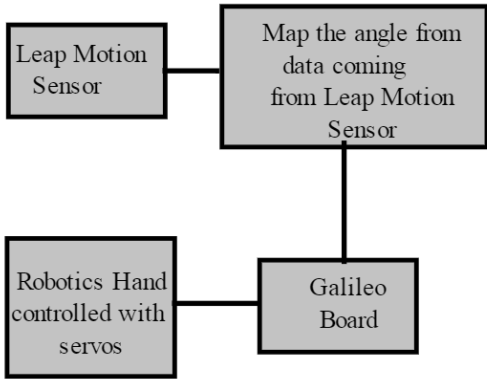 Leap Motion
Sensor
Map the angle from
data coming
from Leap Motion
Sensor
Robotics Hand
controlled with
servos
Galileo
Board